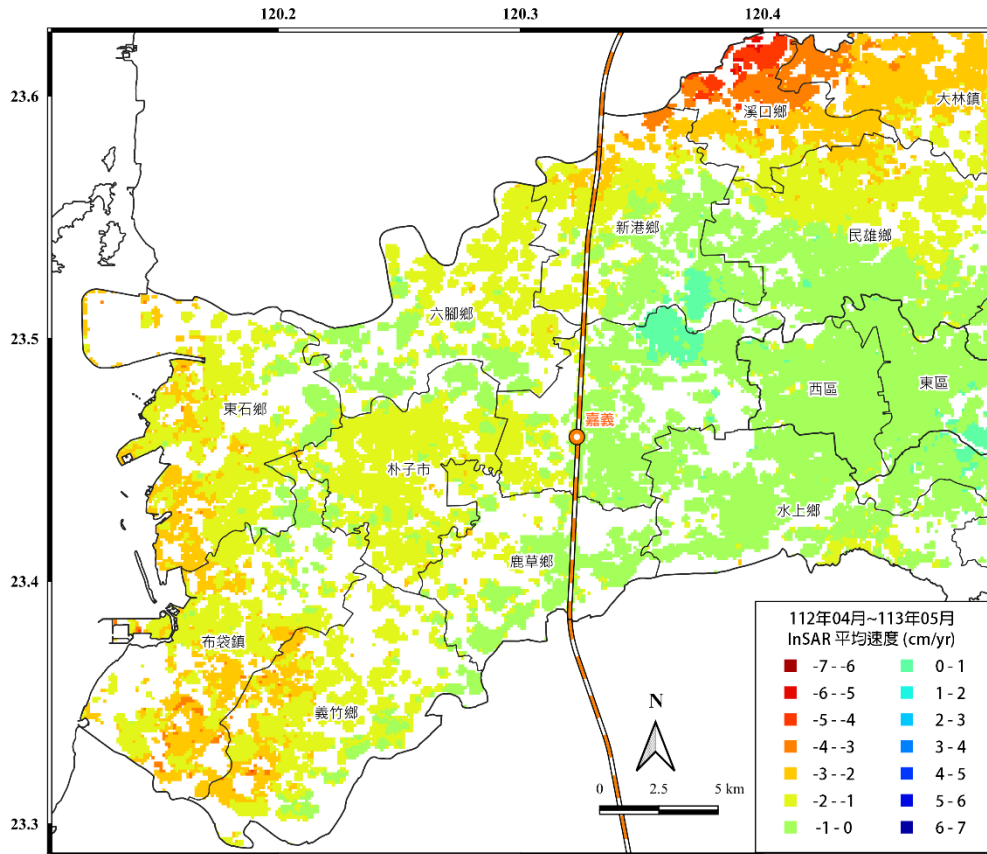 120.2
120.3
120.4
23.6
23.5
23.4
23.3
大林鎮
溪口鄉
新港鄉
民雄鄉
六腳鄉
西區
東區
東石鄉
嘉義
朴子市
水上鄉
鹿草鄉
布袋鎮
義竹鄉
N
0 2.5 5 km
112年04月~113年05月
InSAR 平均速度 (cm/yr)
-7 - -6 0 - 1
-6 - -5 1 - 2
-5 - -4 2 - 3
-4 - -3 3 - 4
-3 - -2 4 - 5
-2 - -1 5 - 6
-1 - 0 6 - 7